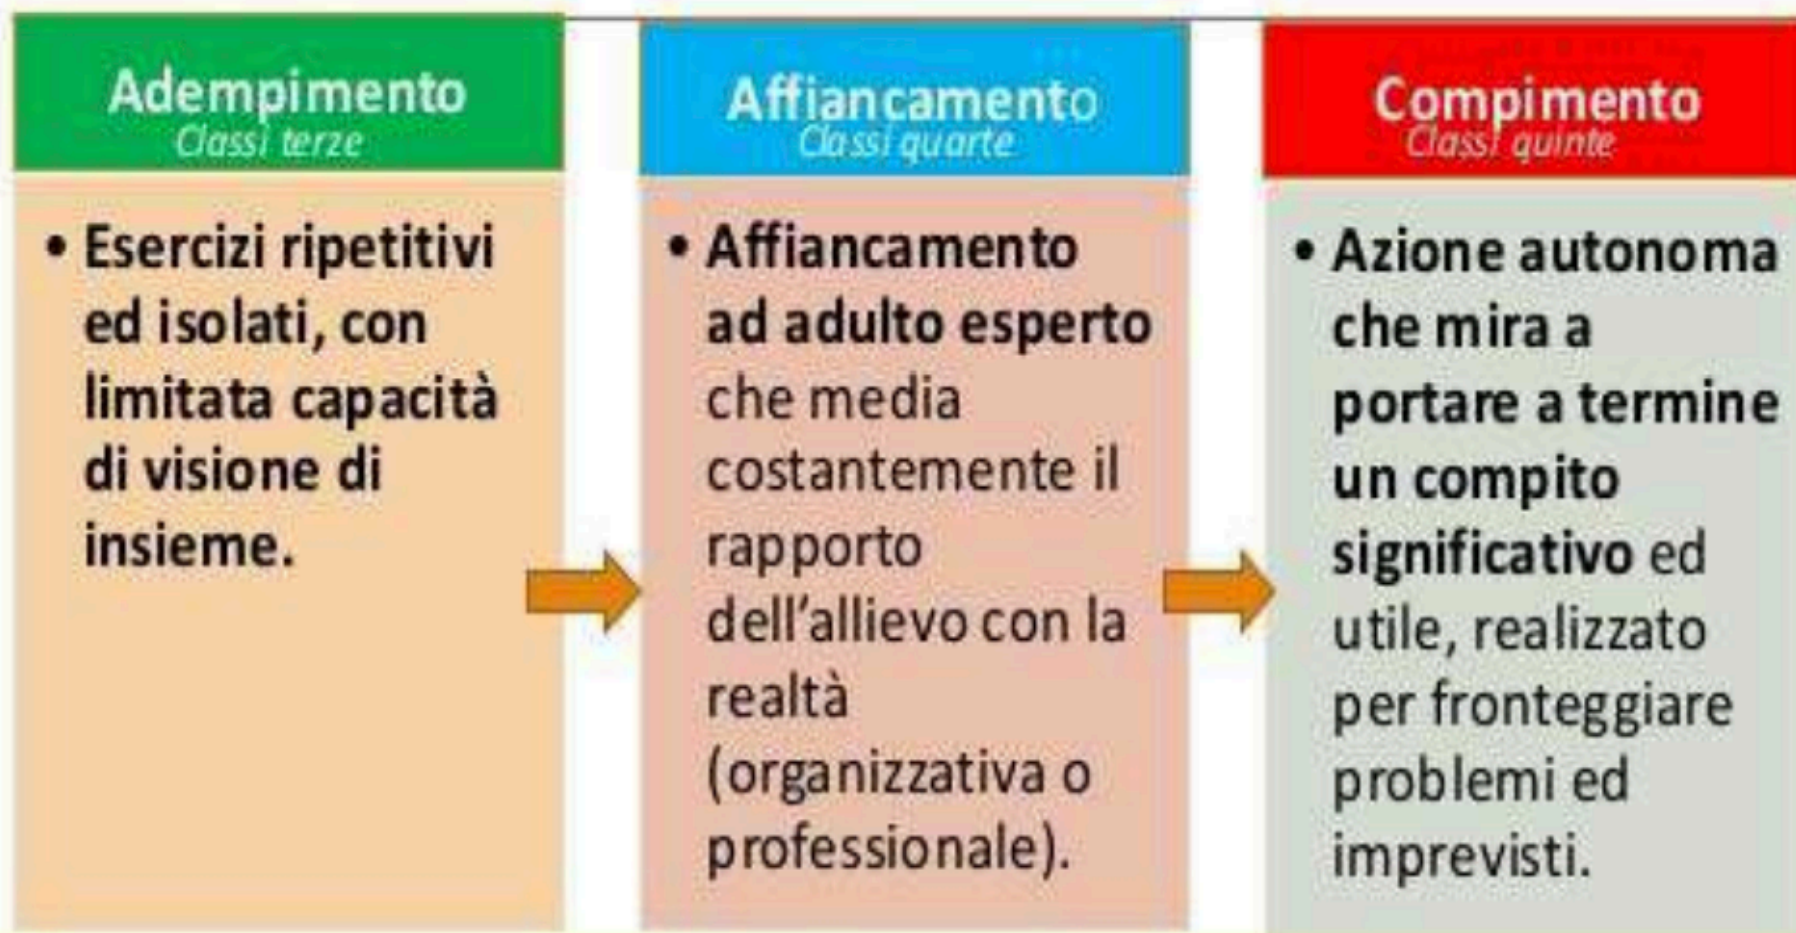 Adempimento
Classi terze
• Esercizi ripetitivi
ed isolati, con
limitata capacità
di visione di
insieme.
Affiancamento
Classi quarte
• Affiancamento
ad adulto esperto
che media
costantemente il
rapporto
dell'allievo con la
realtà
(organizzativa o
professionale).
Compimento
Classi quinte
• Azione autonoma
che mira a
portare a termine
un compito
significativo ed
utile, realizzato
per fronteggiare
problemi ed
imprevisti.